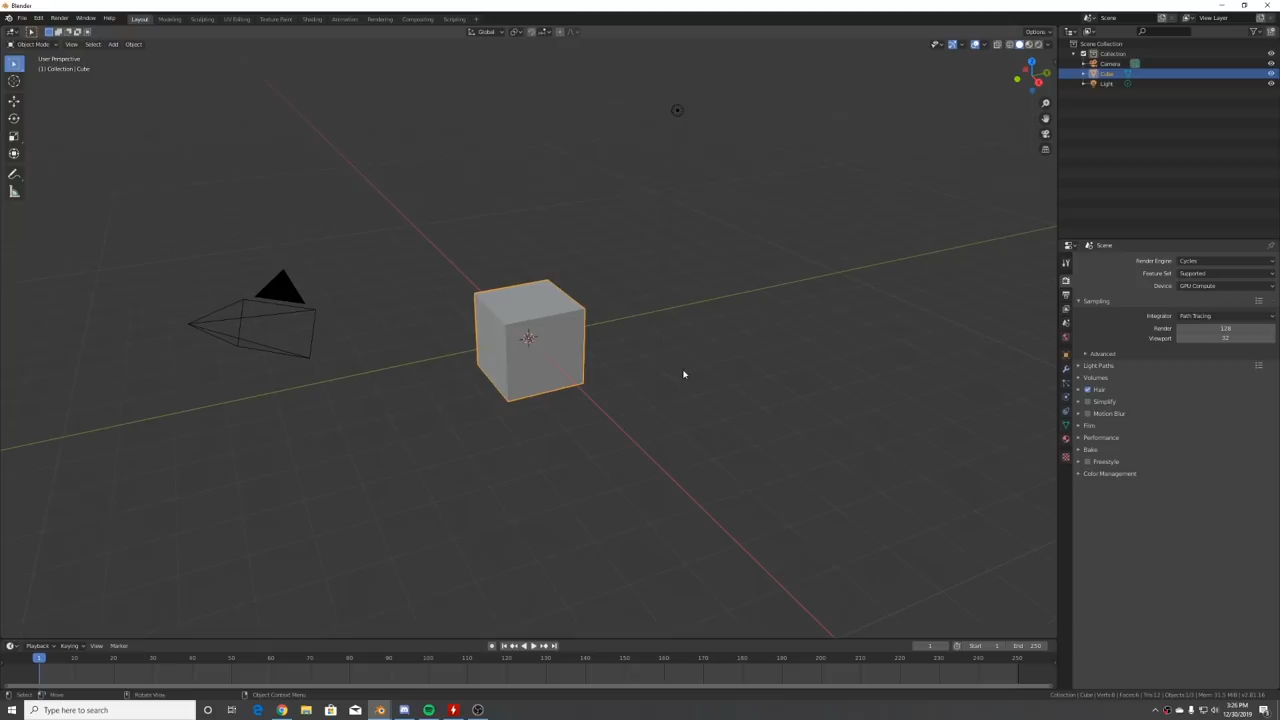 Blender
File Edit Render Window Help Layout Modeling Sculpting UV Editing Texture Paint Shading Animation Rendering Compositing Scripting + Scene View Layer
Global Options
Object Mode View Select Add Object
User Perspective
(1) Collection | Cube
Scene Collection
Collection
Camera
Cube
Light
Z
Y
X
Scene
Render Engine Cycles
Feature Set Supported
Device GPU Compute
Sampling
Integrator Path Tracing
Render 128
Viewport 32
Advanced
Light Paths
Volumes
Hair
Simplify
Motion Blur
Film
Performance
Bake
Freestyle
Color Management
Playback Keying View Marker 1 Start 1 End 250
1 10 20 30 40 50 60 70 80 90 100 110 120 130 140 150 160 170 180 190 200 210 220 230 240 250
Select Move Rotate View Object Context Menu Collection | Cube | Verts:8 | Faces:6 | Tris:12 | Objects:1/3 | Mem: 31.5 MiB | v2.81.16
Type here to search
3:26 PM
12/30/2019